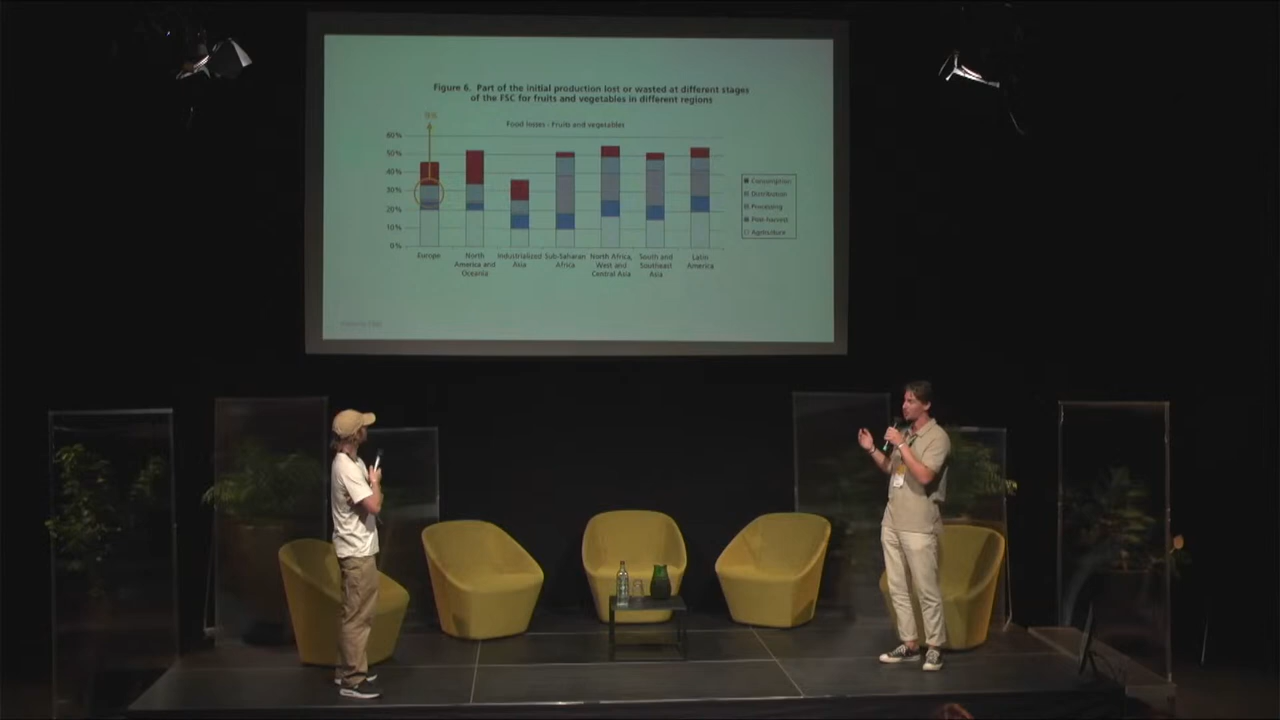 Figure 6. Part of the initial production lost or wasted at different stages
of the FSC for fruits and vegetables in different regions
Food losses - Fruits and vegetables
60%
50%
40%
30%
20%
10%
0%
Europe
North
America and
Oceania
Industrialized
Asia
Sub-Saharan
Africa
North Africa,
West and
Central Asia
South and
Southeast
Asia
Latin
America
Consumption
Distribution
Processing
Post-harvest
Agriculture